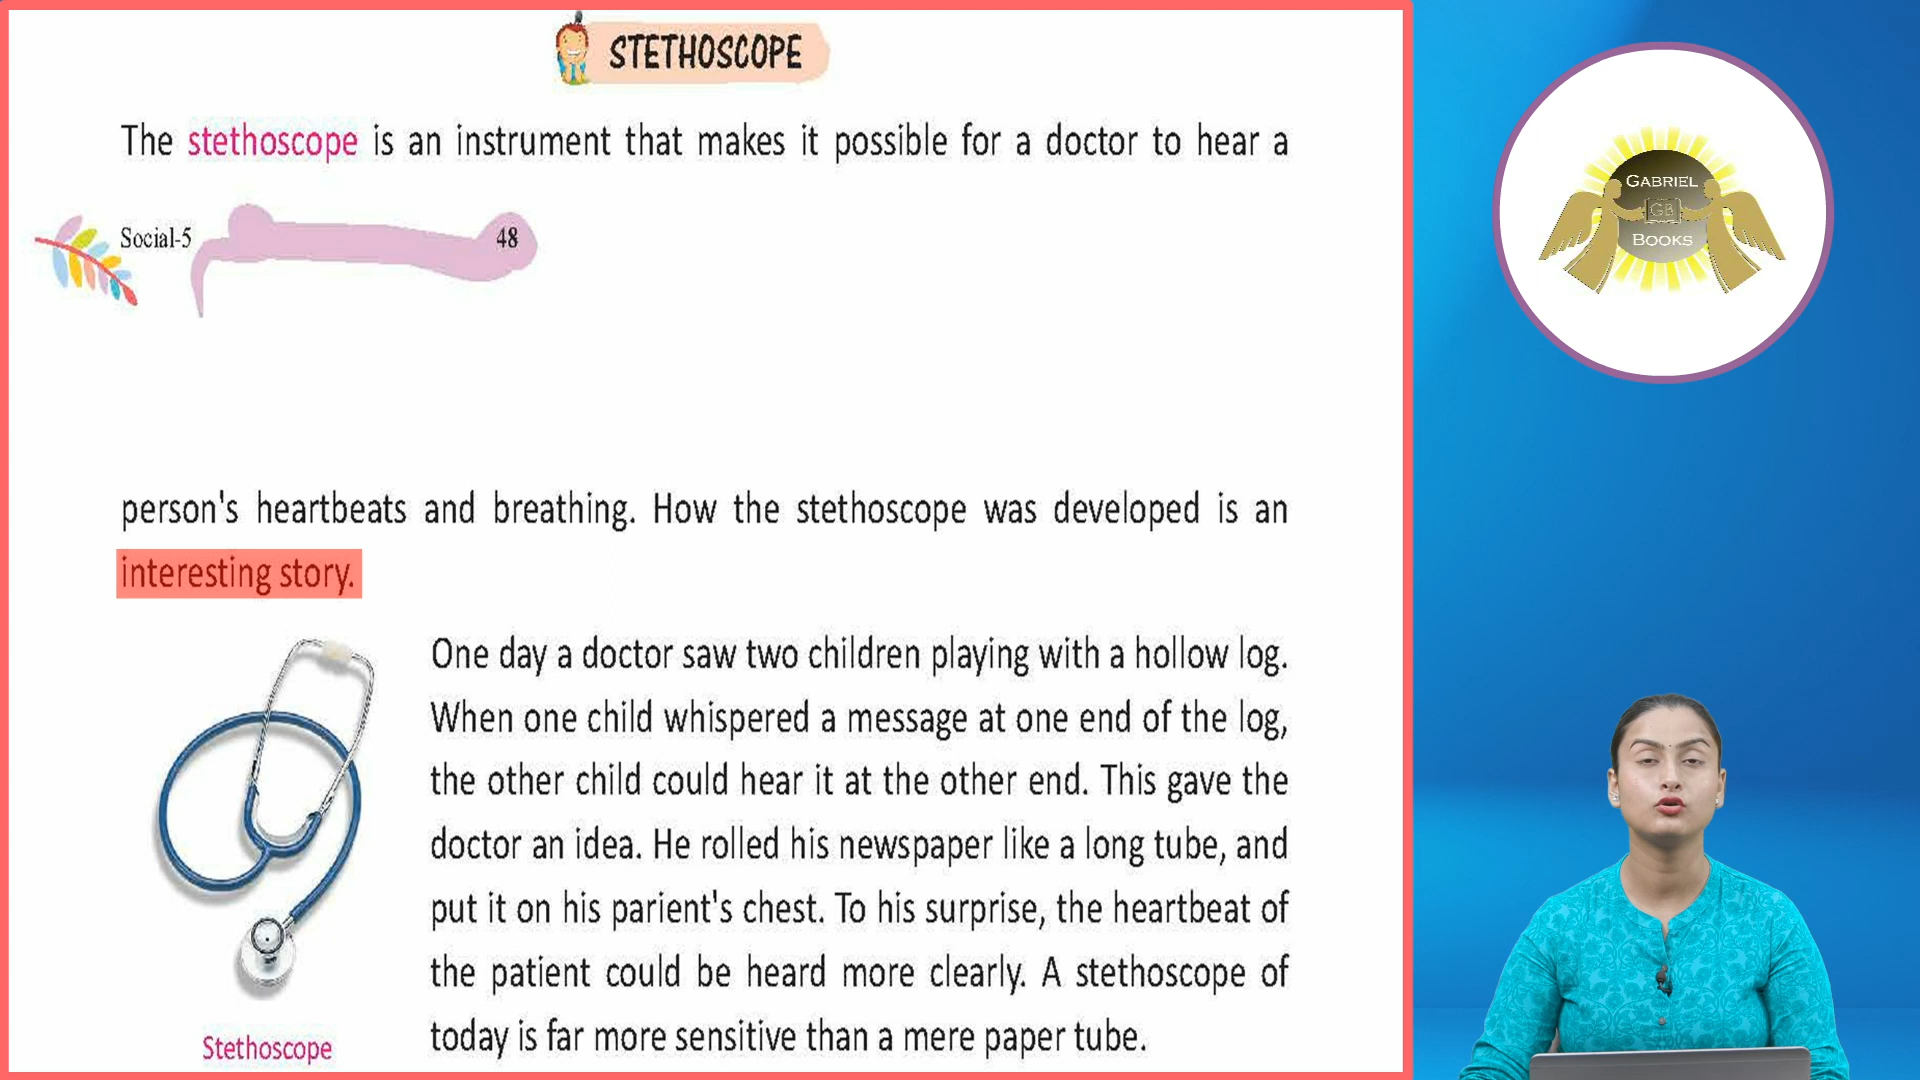 STETHOSCOPE
The stethoscope is an instrument that makes it possible for a doctor to hear a
Social-5
48
person's heartbeats and breathing. How the stethoscope was developed is an
interesting story.
One day a doctor saw two children playing with a hollow log.
When one child whispered a message at one end of the log,
the other child could hear it at the other end. This gave the
doctor an idea. He rolled his newspaper like a long tube, and
put it on his parient's chest. To his surprise, the heartbeat of
the patient could be heard more clearly. A stethoscope of
today is far more sensitive than a mere paper tube.
Stethoscope
GABRIEL
GB
BOOKS